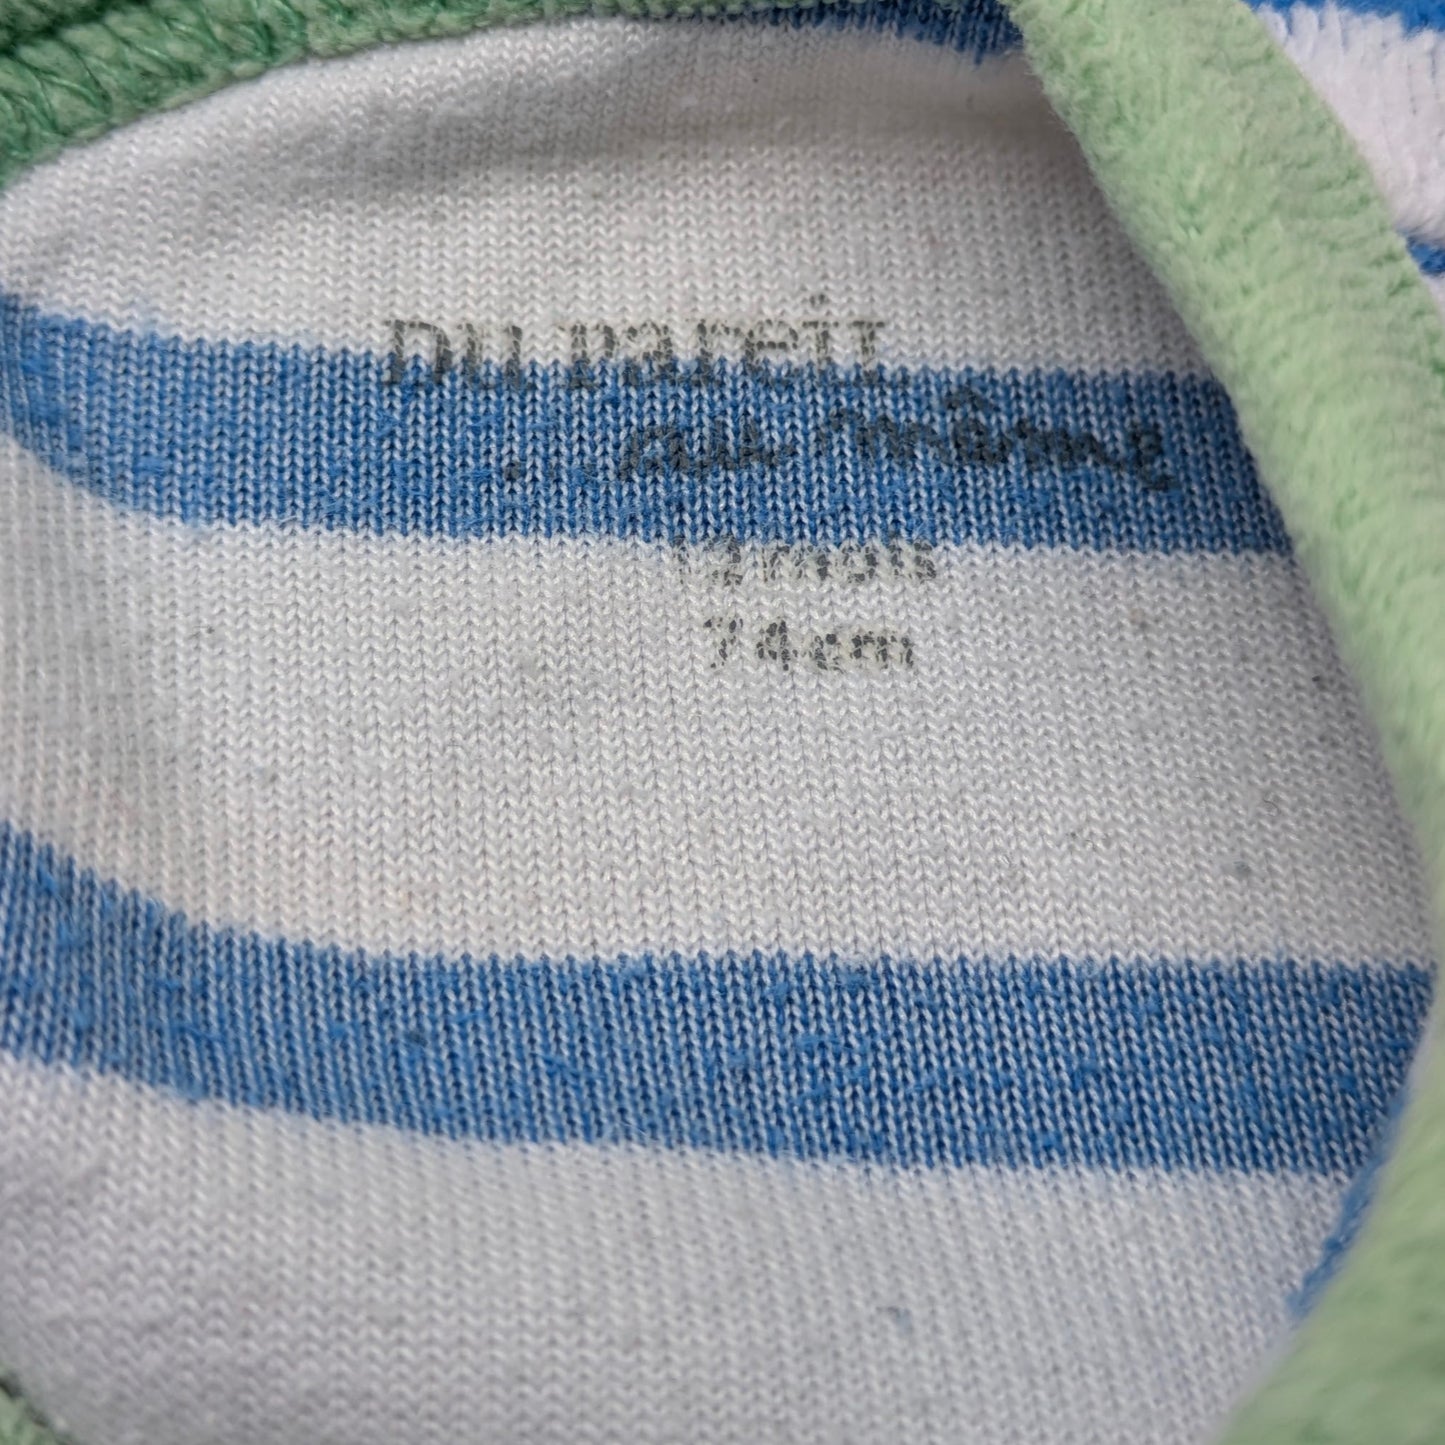 DU PAREIL
...au même
12 mois
74cm